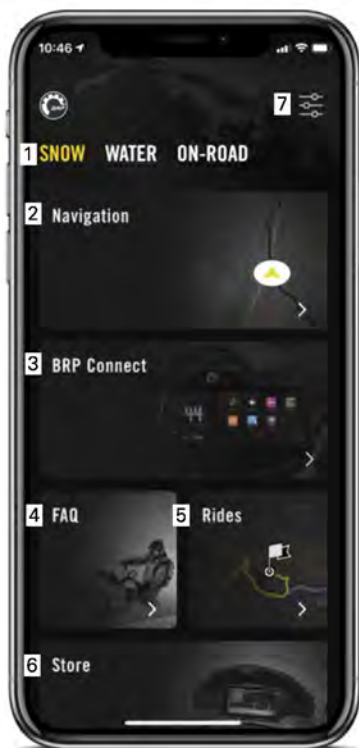 10:46
7
1 SNOW WATER ON-ROAD
2 Navigation
3 BRP Connect
4 FAQ 5 Rides
6 Store